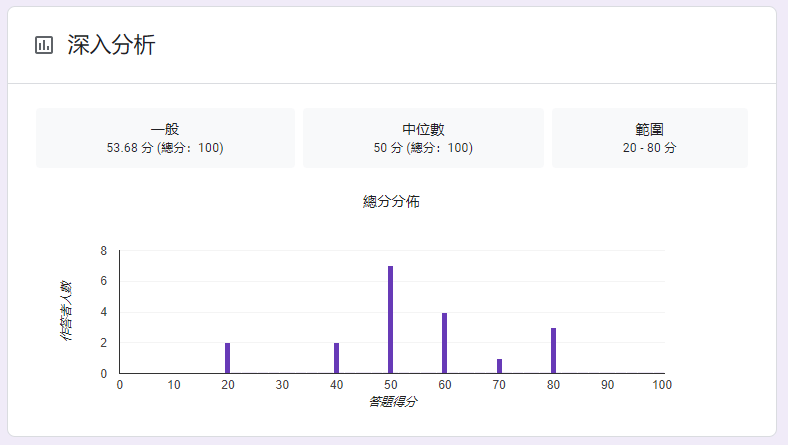 深入分析
一般
53.68 分 (總分：100)
中位數
50 分 (總分：100)
範圍
20 - 80 分
總分分佈
作答者人數
8
6
4
2
0
0 10 20 30 40 50 60 70 80 90 100
答題得分